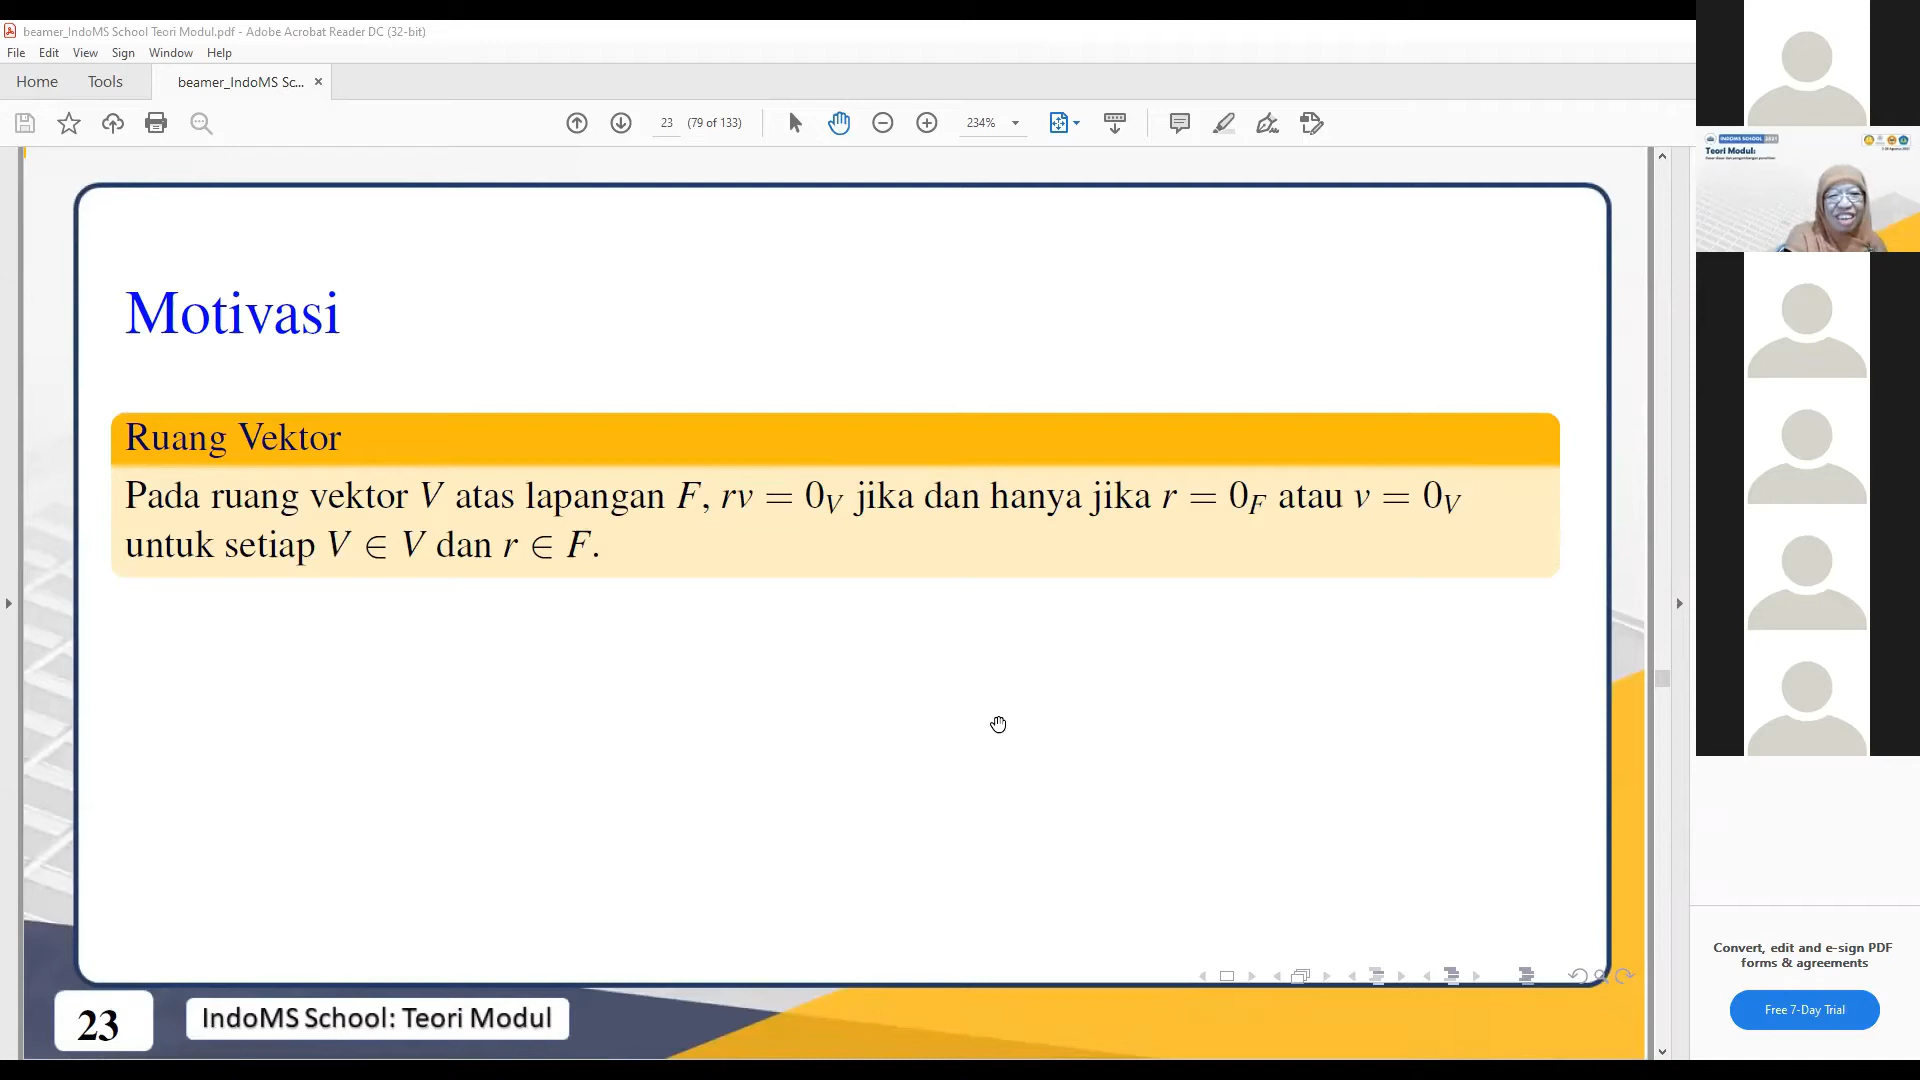 beamer_IndoMS School Teori Modul.pdf - Adobe Acrobat Reader DC (32-bit)
File Edit View Sign Window Help
Home Tools beamer_IndoMS Sc... ×
23 (79 of 133) 234%
INDOMS SCHOOL 2021
Teori Modul:
Motivasi
Ruang Vektor
Pada ruang vektor V atas lapangan F, rv = 0_V jika dan hanya jika r = 0_F atau v = 0_V
untuk setiap V ∈ V dan r ∈ F.
23 IndoMS School: Teori Modul
Convert, edit and e-sign PDF
forms & agreements
Free 7-Day Trial